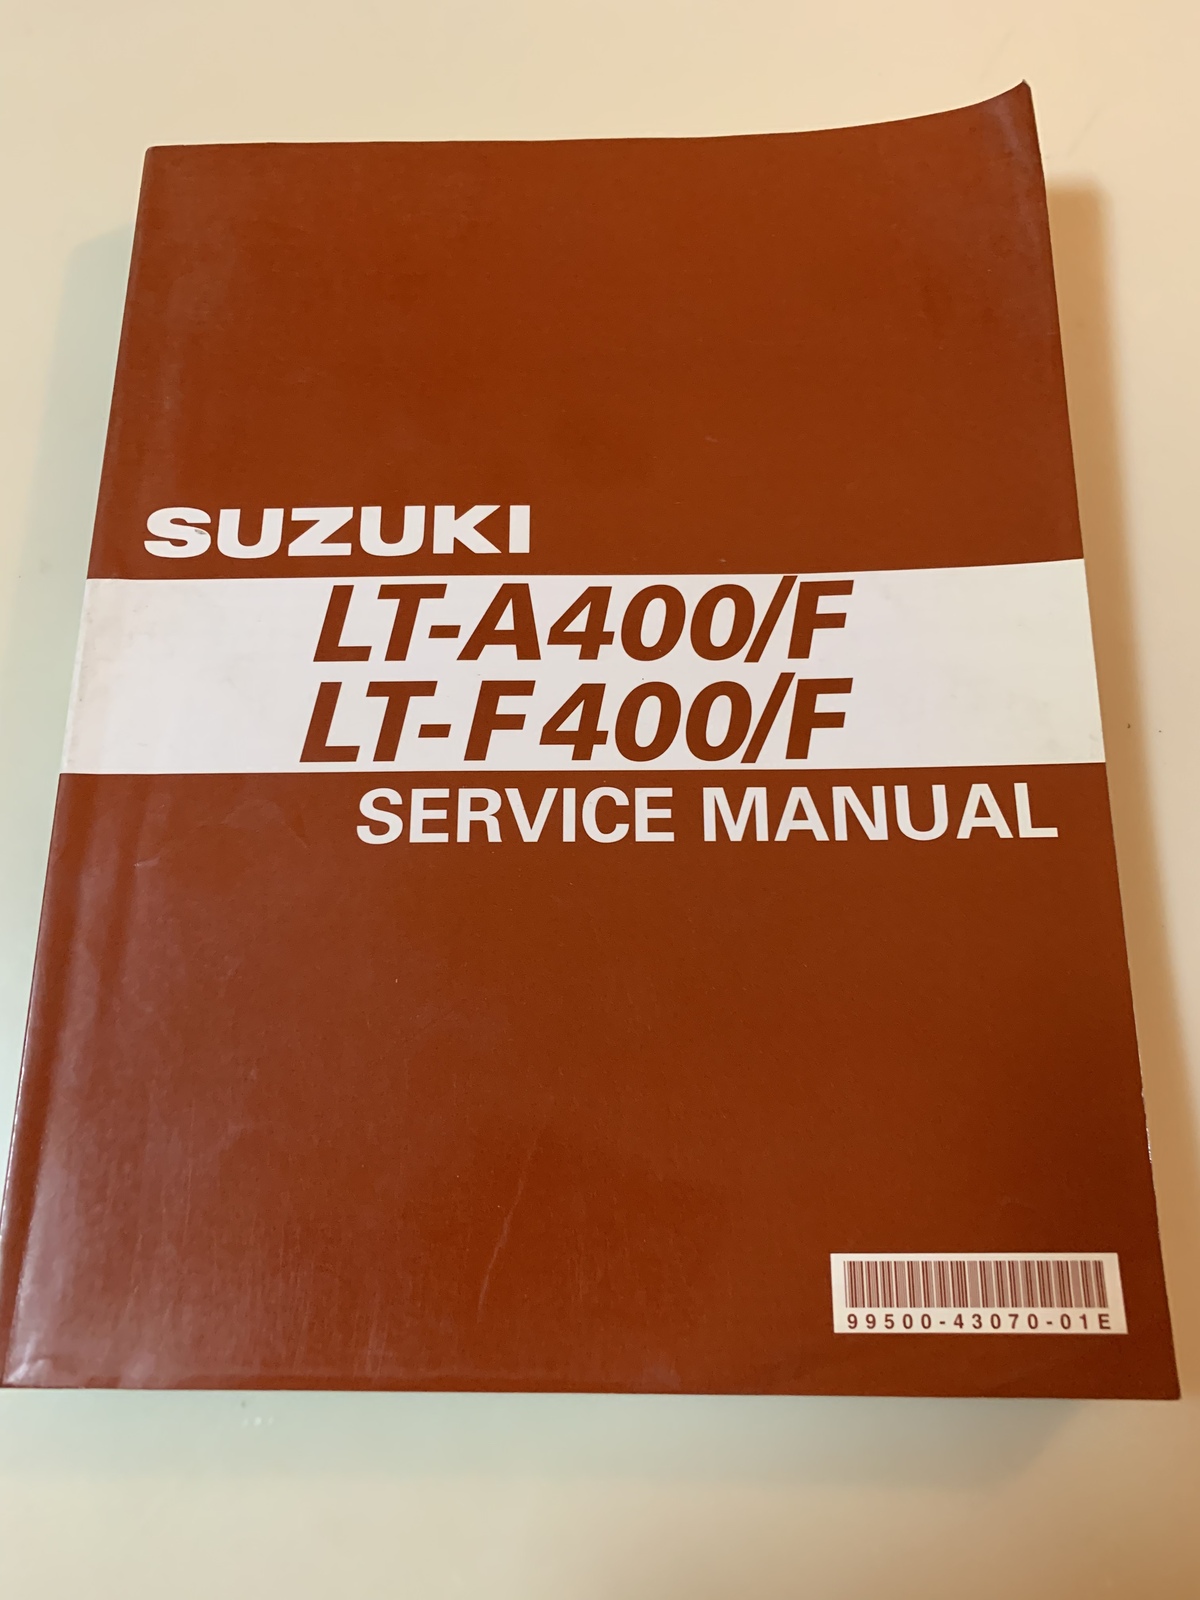 SUZUKI
LT-A400/F
LT-F400/F
SERVICE MANUAL
99500-43070-01E